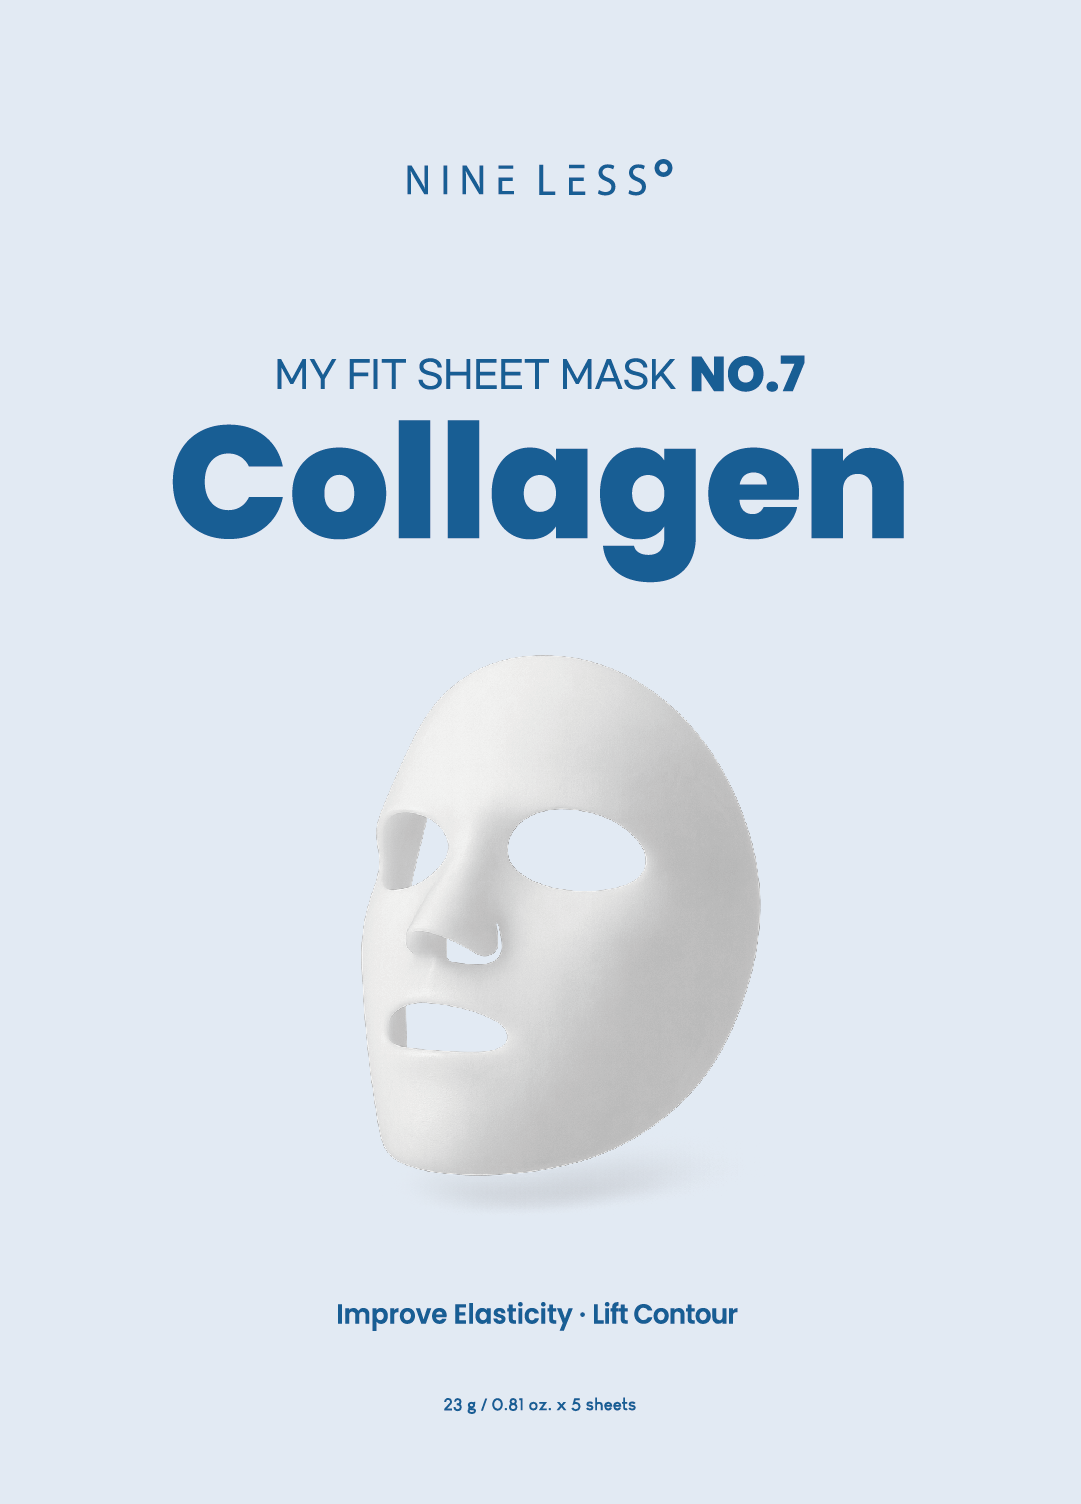 NINE LESS°
MY FIT SHEET MASK NO.7
Collagen
Improve Elasticity · Lift Contour
23 g / 0.81 oz. x 5 sheets